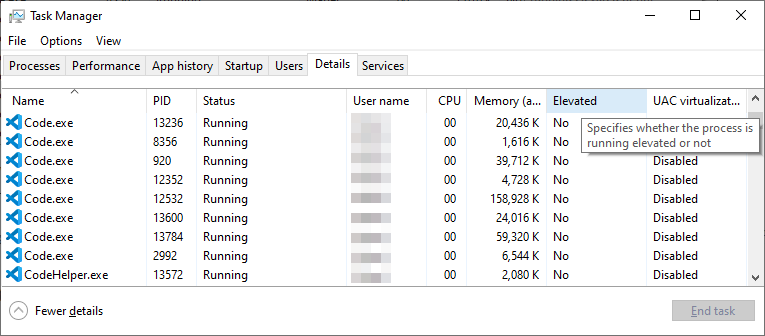 Task Manager
File Options View
Processes Performance App history Startup Users Details Services
Name PID Status User name CPU Memory (a... Elevated UAC virtualizat...
Code.exe 13236 Running 00 20,436 K No
Code.exe 8356 Running 00 1,616 K No
Code.exe 920 Running 00 39,712 K No Disabled
Code.exe 12352 Running 00 4,728 K No Disabled
Code.exe 12532 Running 00 158,928 K No Disabled
Code.exe 13600 Running 00 24,016 K No Disabled
Code.exe 13784 Running 00 59,320 K No Disabled
Code.exe 2992 Running 00 6,544 K No Disabled
CodeHelper.exe 13572 Running 00 2,080 K No Disabled
Specifies whether the process is
running elevated or not
Fewer details End task